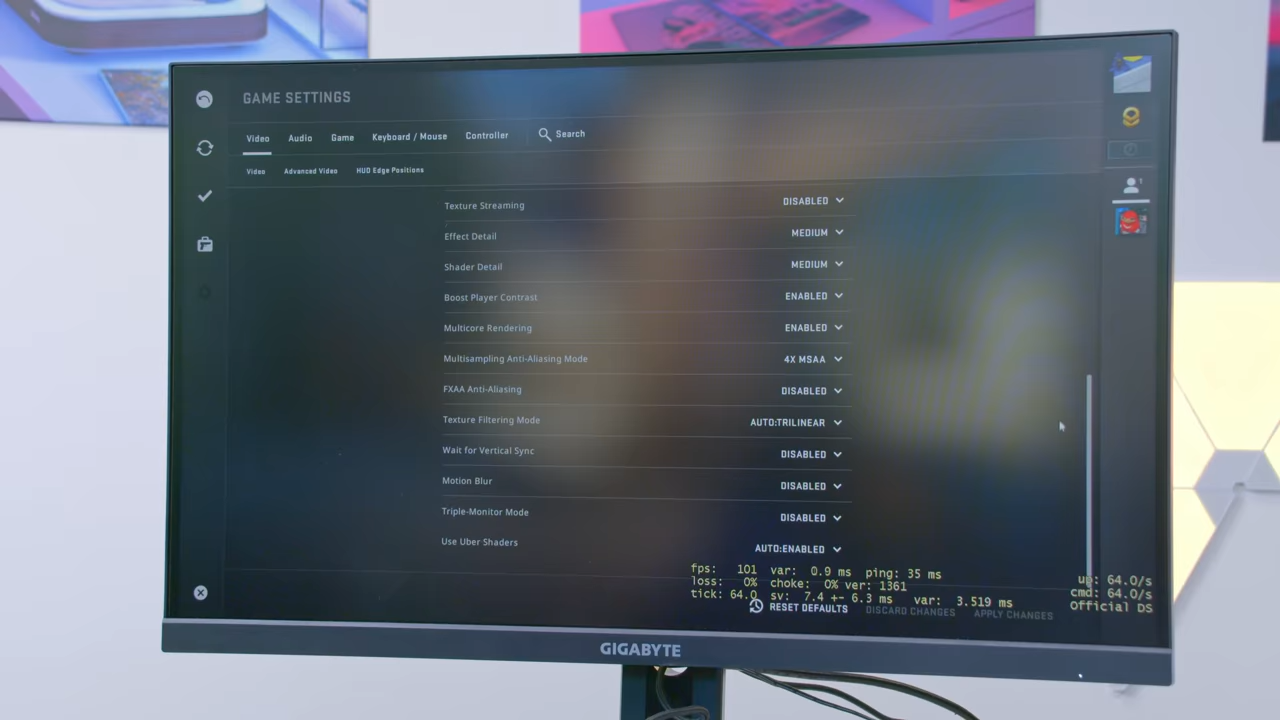 GAME SETTINGS
Video Audio Game Keyboard / Mouse Controller Search
Video Advanced Video HUD Edge Positions
1
Texture Streaming DISABLED
Effect Detail MEDIUM
Shader Detail MEDIUM
Boost Player Contrast ENABLED
Multicore Rendering ENABLED
Multisampling Anti-Aliasing Mode 4X MSAA
FXAA Anti-Aliasing DISABLED
Texture Filtering Mode AUTO:TRILINEAR
Wait for Vertical Sync DISABLED
Motion Blur DISABLED
Triple-Monitor Mode DISABLED
Use Uber Shaders AUTO:ENABLED
fps: 101 var: 0.9 ms ping: 35 ms
loss: 0% choke: 0% ver: 1361 up: 64.0/s
tick: 64.0 sv: 7.4 +- 6.3 ms var: 3.519 ms cmd: 64.0/s
Official DS
RESET DEFAULTS DISCARD CHANGES APPLY CHANGES
GIGABYTE